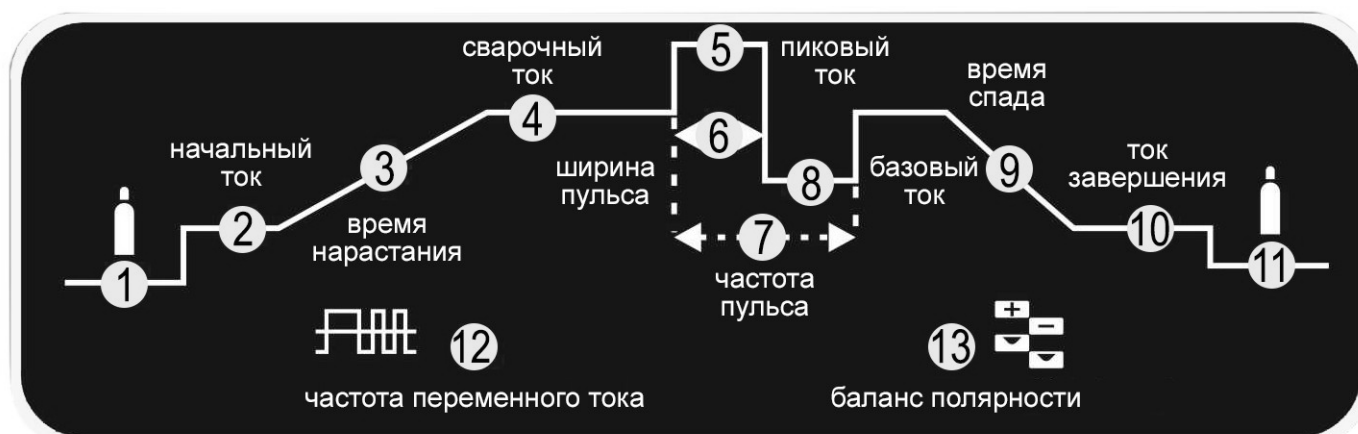 сварочный
ток
4
5
пиковый
ток
время
спада
начальный
ток
3
6
ширина
пульса
8
базовый
ток
9
ток
завершения
1
2
время
нарастания
7
частота
пульса
10
11
12
частота переменного тока
13
+
−
баланс полярности